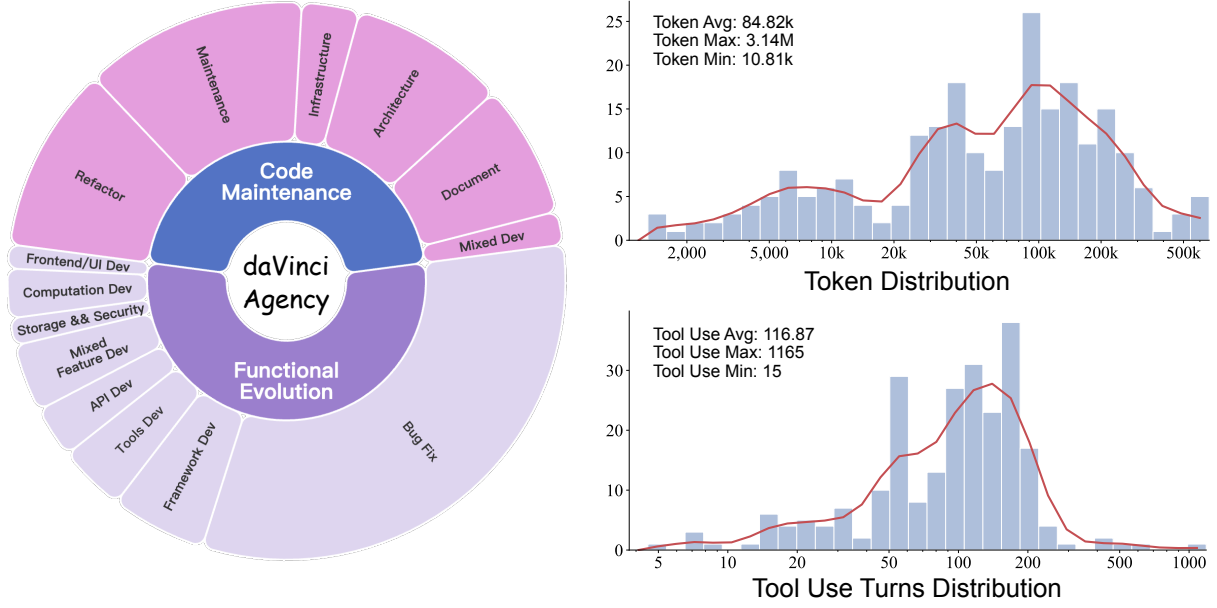 Maintenance
Infrastructure
Architecture
Refactor
Document
Code
Maintenance
Mixed Dev
daVinci
Agency
Frontend/UI Dev
Computation Dev
Storage && Security
Mixed
Feature Dev
API Dev
Tools Dev
Framework Dev
Bug Fix
Functional
Evolution
Token Avg: 84.82k
Token Max: 3.14M
Token Min: 10.81k
25
20
15
10
5
0
2,000 5,000 10k 20k 50k 100k 200k 500k
Token Distribution
Tool Use Avg: 116.87
Tool Use Max: 1165
Tool Use Min: 15
30
20
10
0
5 10 20 50 100 200 500 1000
Tool Use Turns Distribution